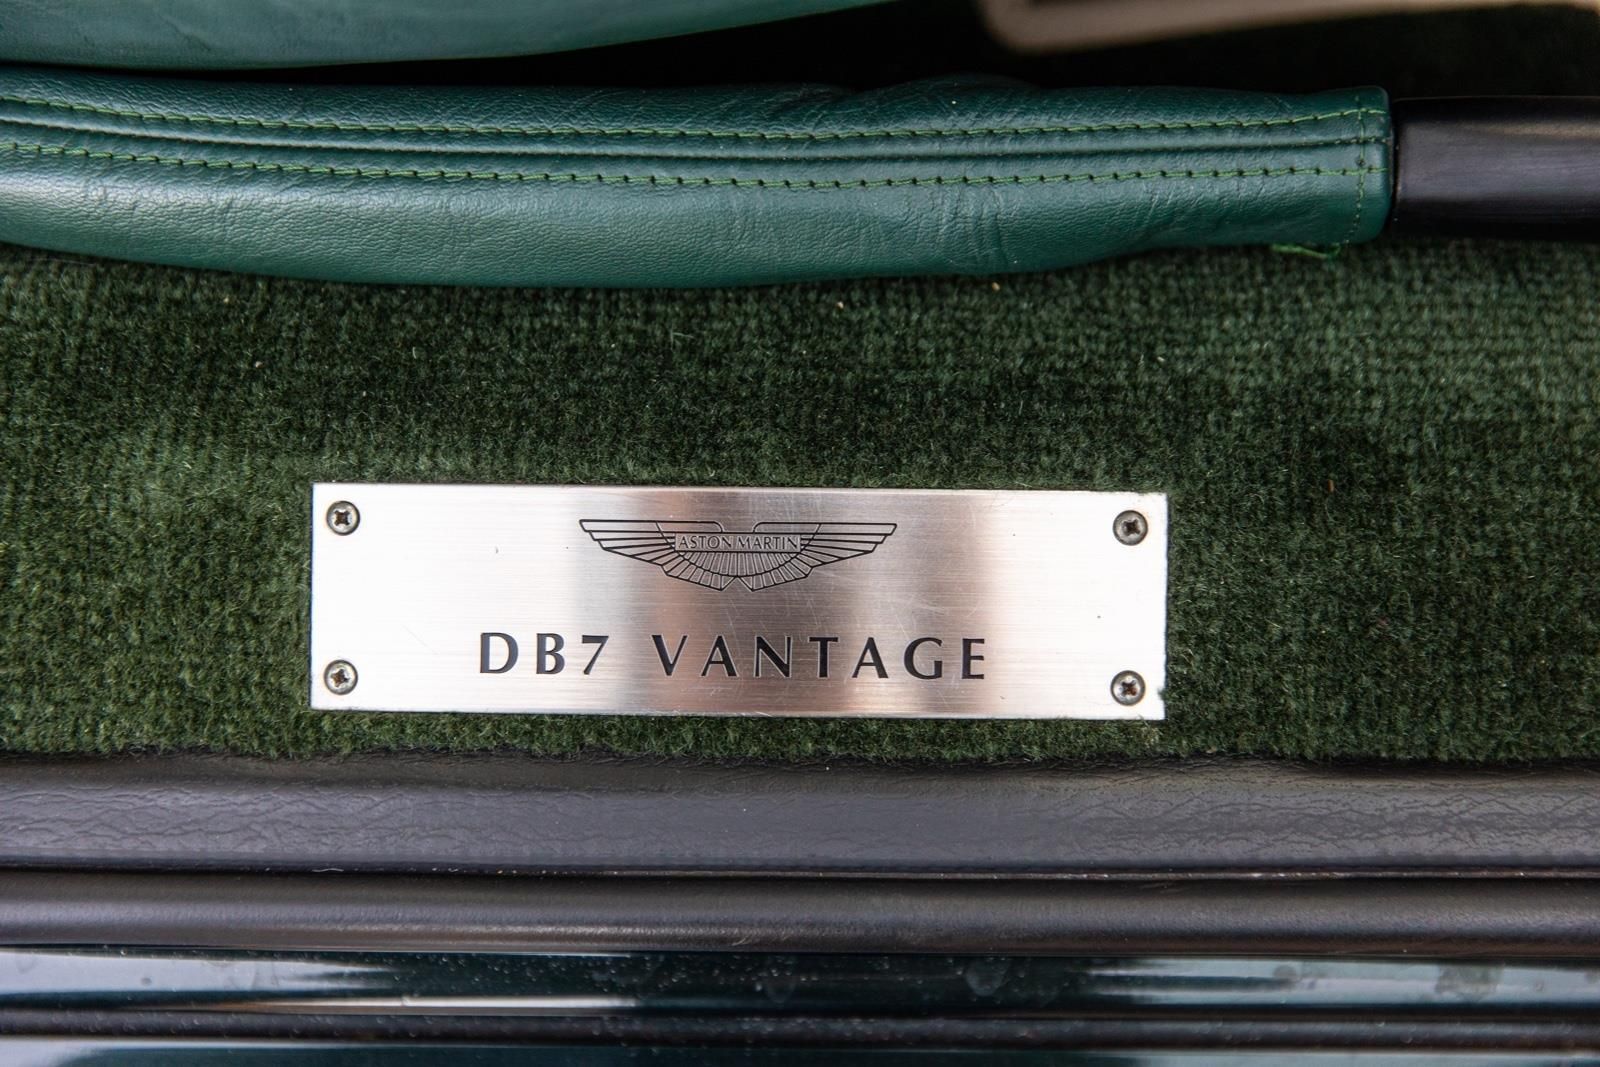 ASTON MARTIN
DB7 VANTAGE